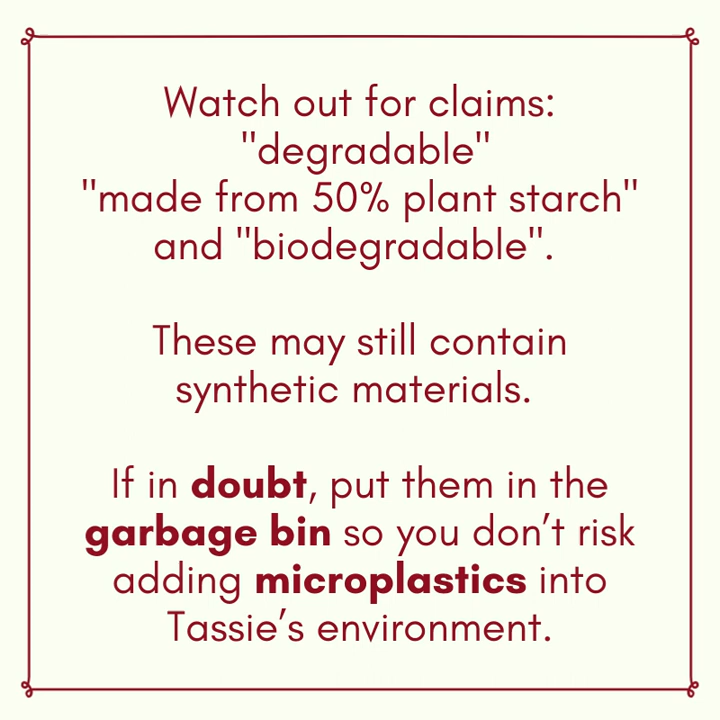 Watch out for claims:
"degradable"
"made from 50% plant starch"
and "biodegradable".
These may still contain
synthetic materials.
If in doubt, put them in the
garbage bin so you don’t risk
adding microplastics into
Tassie’s environment.